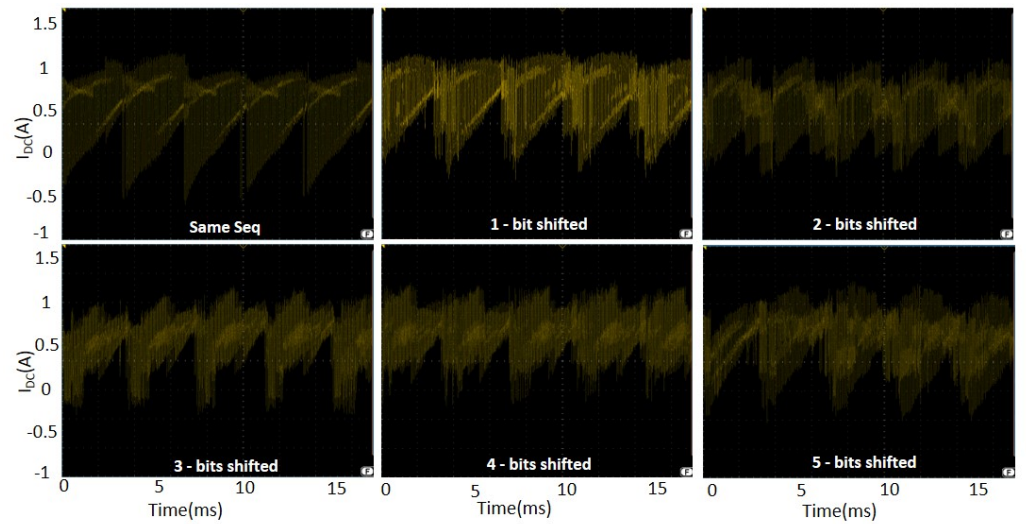 1.5
1
0.5
0
-0.5
-1
IDC(A)
Same Seq
F
1 - bit shifted
F
2 - bits shifted
F
1.5
1
0.5
0
-0.5
-1
IDC(A)
3 - bits shifted
F
4 - bits shifted
F
5 - bits shifted
F
0 5 10 15
Time(ms)
0 5 10 15
Time(ms)
0 5 10 15
Time(ms)